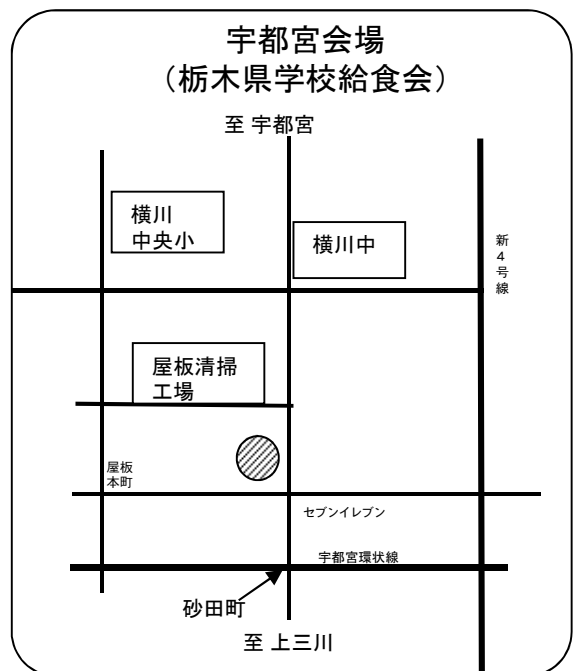 宇都宮会場
（栃木県学校給食会）
至 宇都宮
横川
中央小
横川中
新4号線
屋板清掃
工場
屋板
本町
セブンイレブン
宇都宮環状線
砂田町
至 上三川